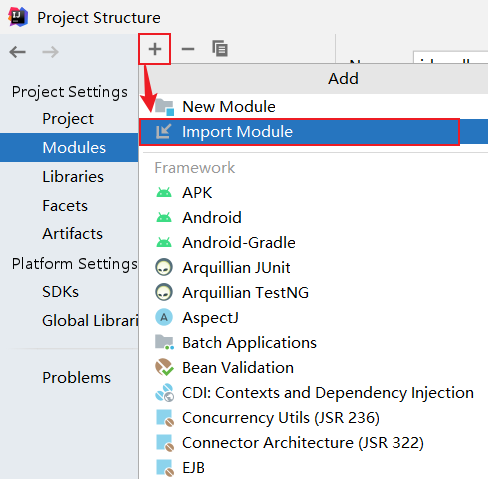 Project Structure
Add
New Module
Import Module
Project Settings
Project
Modules
Libraries
Facets
Artifacts
Platform Settings
SDKs
Global Librari
Problems
Framework
APK
Android
Android-Gradle
Arquillian JUnit
Arquillian TestNG
AspectJ
Batch Applications
Bean Validation
CDI: Contexts and Dependency Injection
Concurrency Utils (JSR 236)
Connector Architecture (JSR 322)
EJB